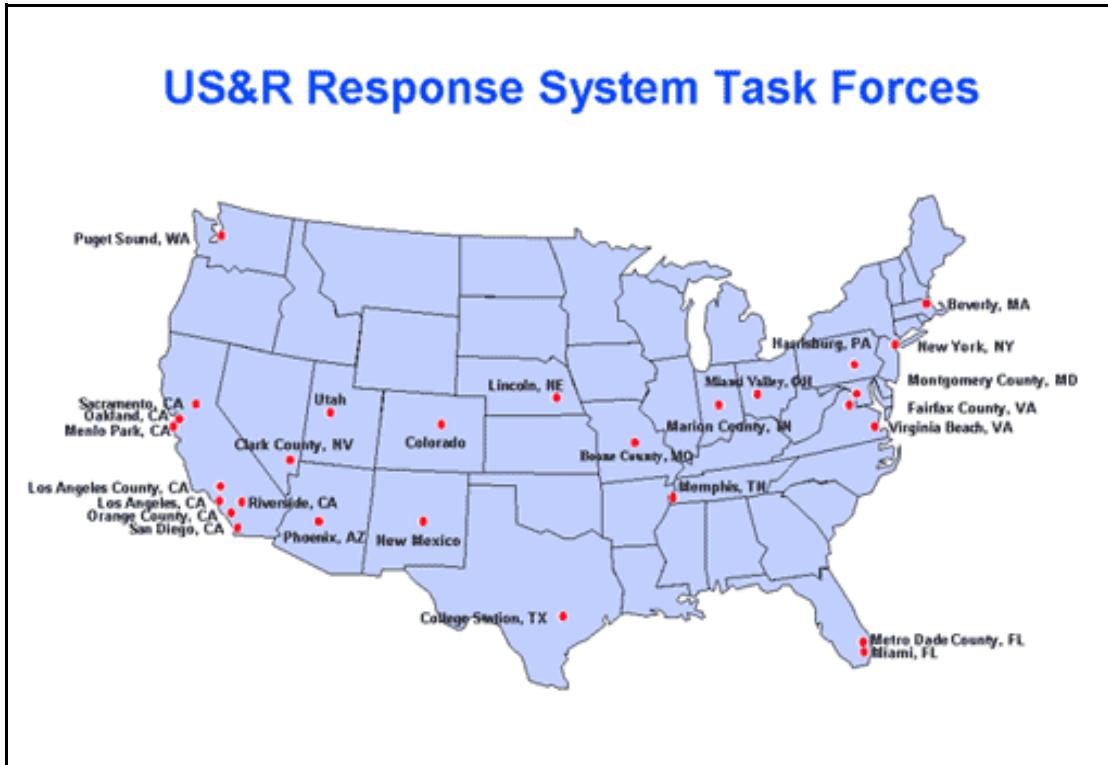 US&R Response System Task Forces
Puget Sound, WA
Beverly, MA
Harrisburg, PA
New York, NY
Lincoln, NE
Miami Valley, OH
Montgomery County, MD
Utah
Sacramento, CA
Fairfax County, VA
Oakland, CA
Colorado
Marion County, IN
Virginia Beach, VA
Menlo Park, CA
Clark County, NV
Boone County, MO
Los Angeles County, CA
Memphis, TN
Los Angeles, CA
Riverside, CA
Orange County, CA
San Diego, CA
Phoenix, AZ
New Mexico
College Station, TX
Metro Dade County, FL
Miami, FL